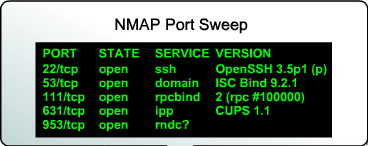 NMAP Port Sweep
PORT STATE SERVICE VERSION
22/tcp open ssh OpenSSH 3.5p1 (p)
53/tcp open domain ISC Bind 9.2.1
111/tcp open rpcbind 2 (rpc #100000)
631/tcp open ipp CUPS 1.1
953/tcp open rndc?